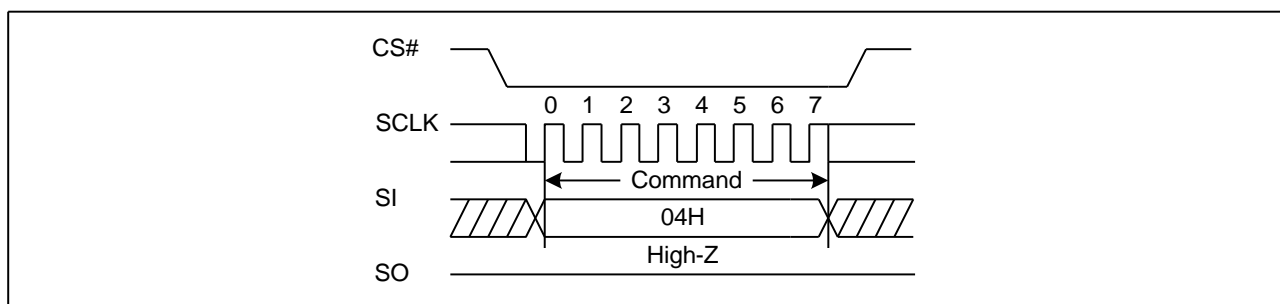 CS#
0 1 2 3 4 5 6 7
SCLK
Command
SI
04H
High-Z
SO